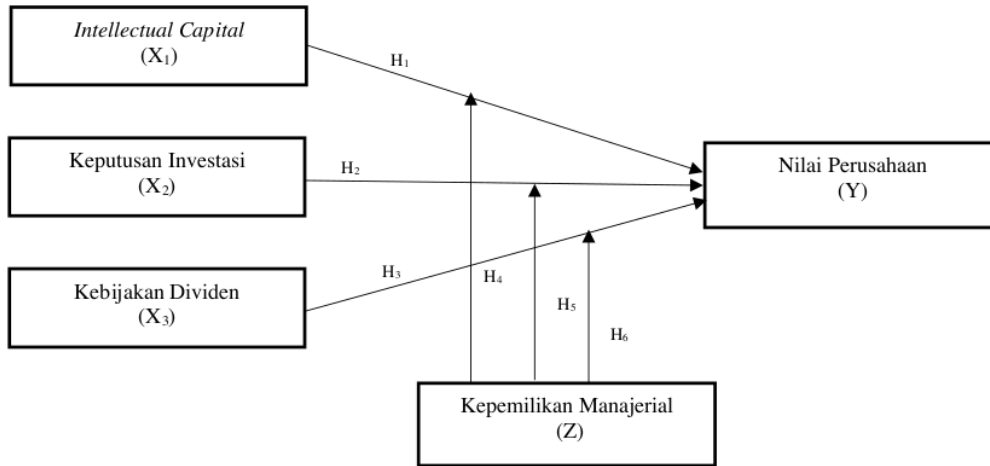 Intellectual Capital
(X₁)
H₁
Keputusan Investasi
(X₂)
H₂
Nilai Perusahaan
(Y)
Kebijakan Dividen
(X₃)
H₃
H₄
H₅
H₆
Kepemilikan Manajerial
(Z)